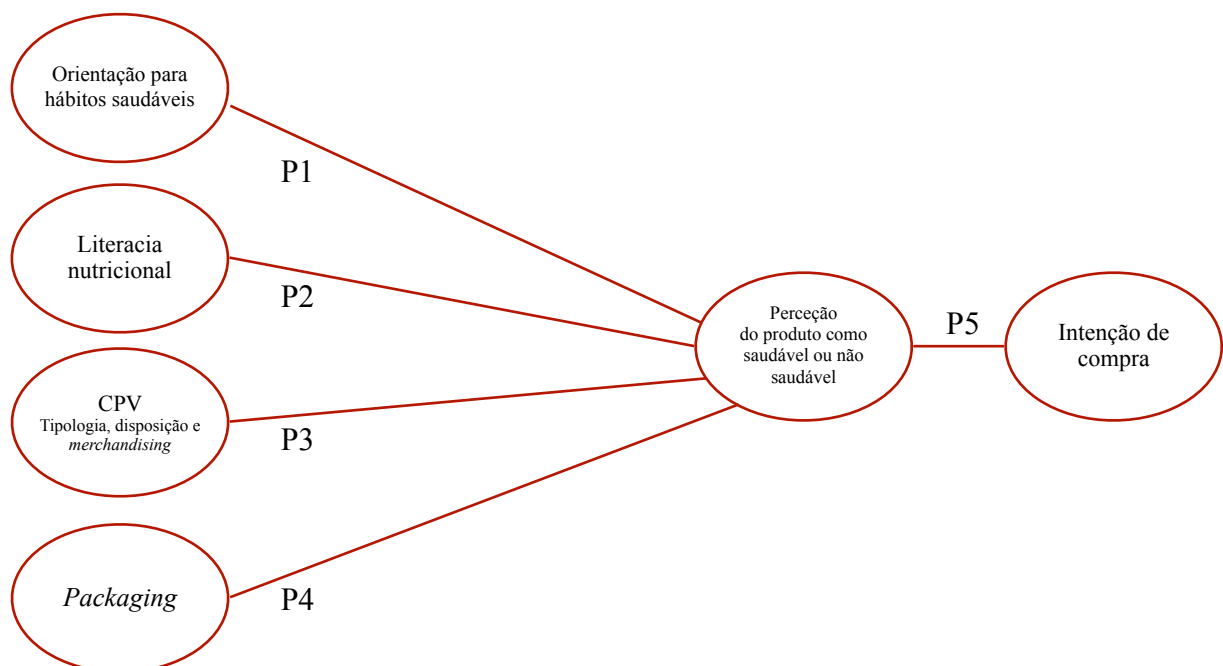 Orientação para
hábitos saudáveis
P1
Literacia
nutricional
P2
CPV
Tipologia, disposição e
merchandising
P3
Packaging
P4
Perceção
do produto como
saudável ou não
saudável
P5
Intenção de
compra